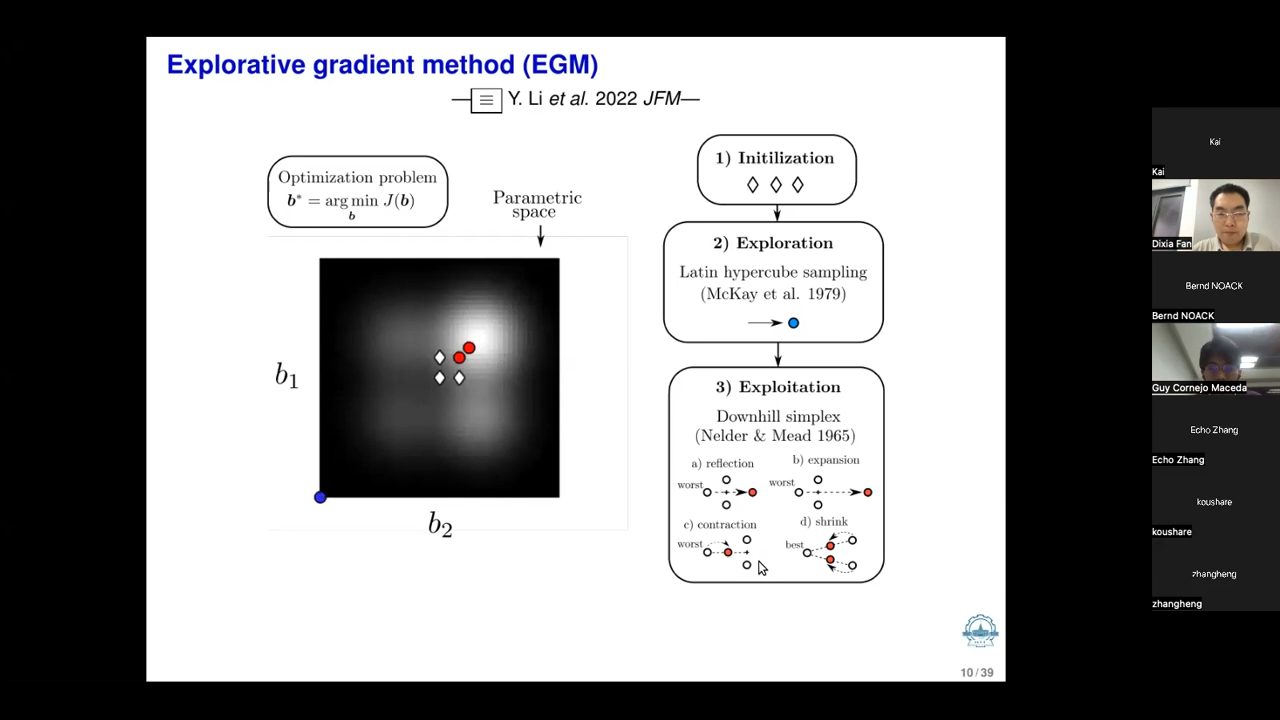 Explorative gradient method (EGM)
Y. Li et al. 2022 JFM
Optimization problem
b* = arg min J(b)
b
Parametric
space
b1
b2
1) Initilization
2) Exploration
Latin hypercube sampling
(McKay et al. 1979)
3) Exploitation
Downhill simplex
(Nelder & Mead 1965)
a) reflection
b) expansion
worst
worst
c) contraction
d) shrink
worst
best
10 / 39
Kai
Kai
Dixia Fan
Bernd NOACK
Bernd NOACK
Guy Cornejo Maceda
Echo Zhang
Echo Zhang
koushare
koushare
zhangheng
zhangheng